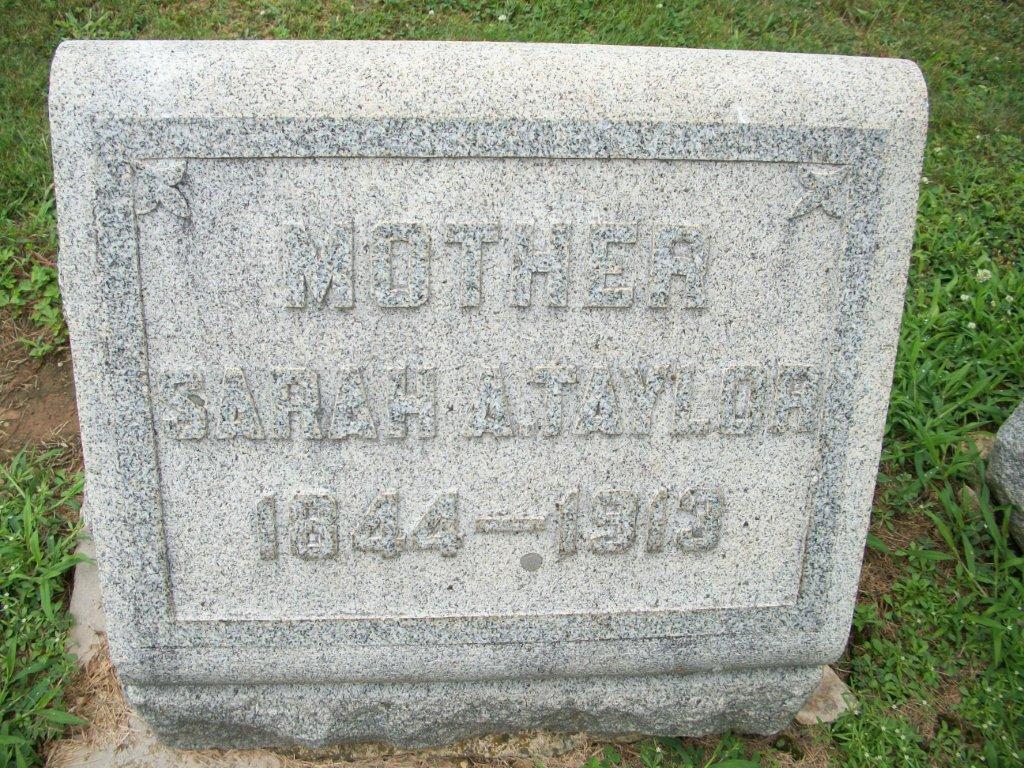 MOTHER
SARAH A. TAYLOR
1844 — 1913